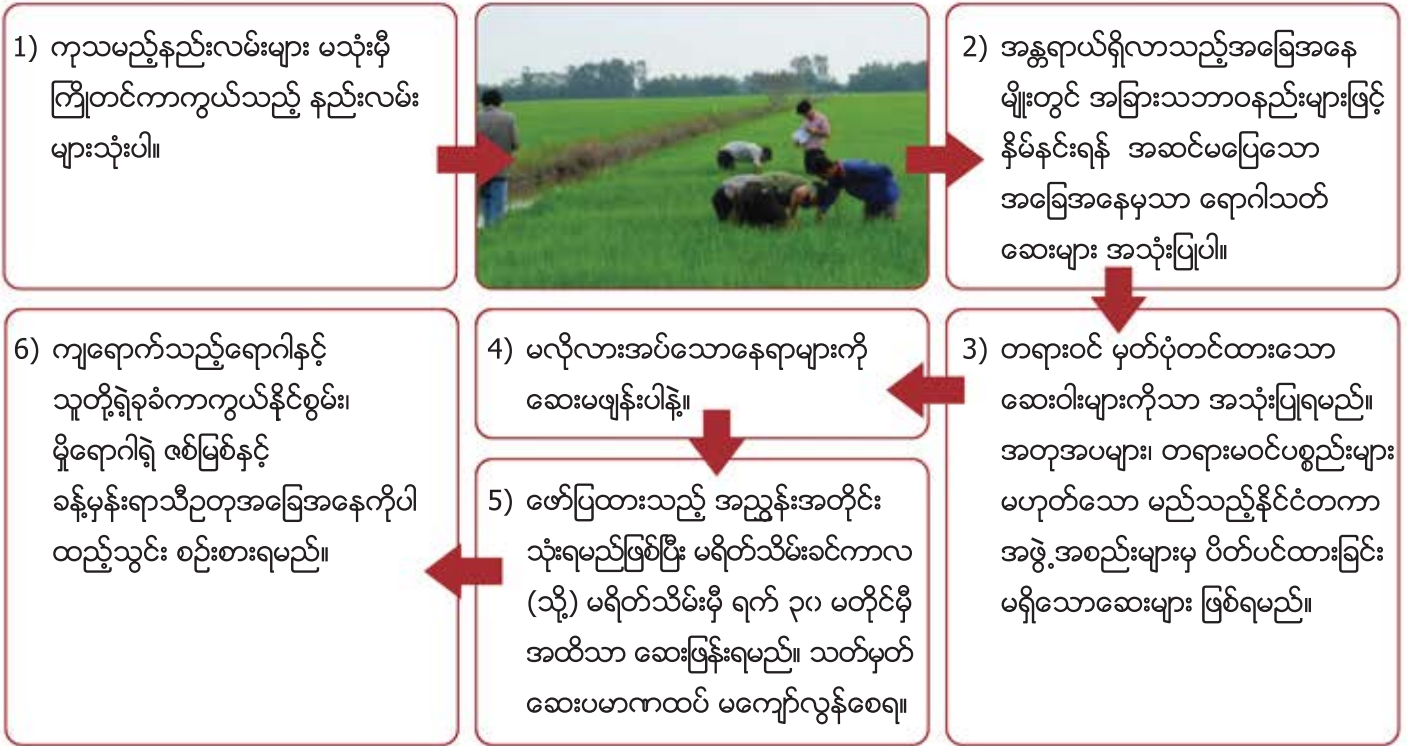 1) ကုသမည့်နည်းလမ်းများ မသုံးမှီ
ကြိုတင်ကာကွယ်သည့် နည်းလမ်း
များသုံးပါ။
2) အန္တရာယ်ရှိလာသည့်အခြေအနေ
မျိုးတွင် အခြားသဘာဝနည်းများဖြင့်
နှိမ်နင်းရန် အဆင်မပြေသော
အခြေအနေမှသာ ရောဂါသတ်
ဆေးများ အသုံးပြုပါ။
3) တရားဝင် မှတ်ပုံတင်ထားသော
ဆေးဝါးများကိုသာ အသုံးပြုရမည်။
အတုအပများ၊ တရားမဝင်ပစ္စည်းများ
မဟုတ်သော မည်သည့်နိုင်ငံတကာ
အဖွဲ့အစည်းများမှ ပိတ်ပင်ထားခြင်း
မရှိသောဆေးများ ဖြစ်ရမည်။
4) မလိုလားအပ်သောနေရာများကို
ဆေးမဖျန်းပါနဲ့။
5) ဖော်ပြထားသည့် အညွှန်းအတိုင်း
သုံးရမည်ဖြစ်ပြီး မရိတ်သိမ်းခင်ကာလ
(သို့) မရိတ်သိမ်းမှီ ရက် ၃၀ မတိုင်မှီ
အထိသာ ဆေးဖြန်းရမည်။ သတ်မှတ်
ဆေးပမာဏထပ် မကျော်လွန်စေရ။
6) ကျရောက်သည့်ရောဂါနှင့်
သူတို့ရဲ့ခုခံကာကွယ်နိုင်စွမ်း၊
မှိုရောဂါရဲ့ ဇစ်မြစ်နှင့်
ခန့်မှန်းရာသီဥတုအခြေအနေကိုပါ
ထည့်သွင်း စဉ်းစားရမည်။